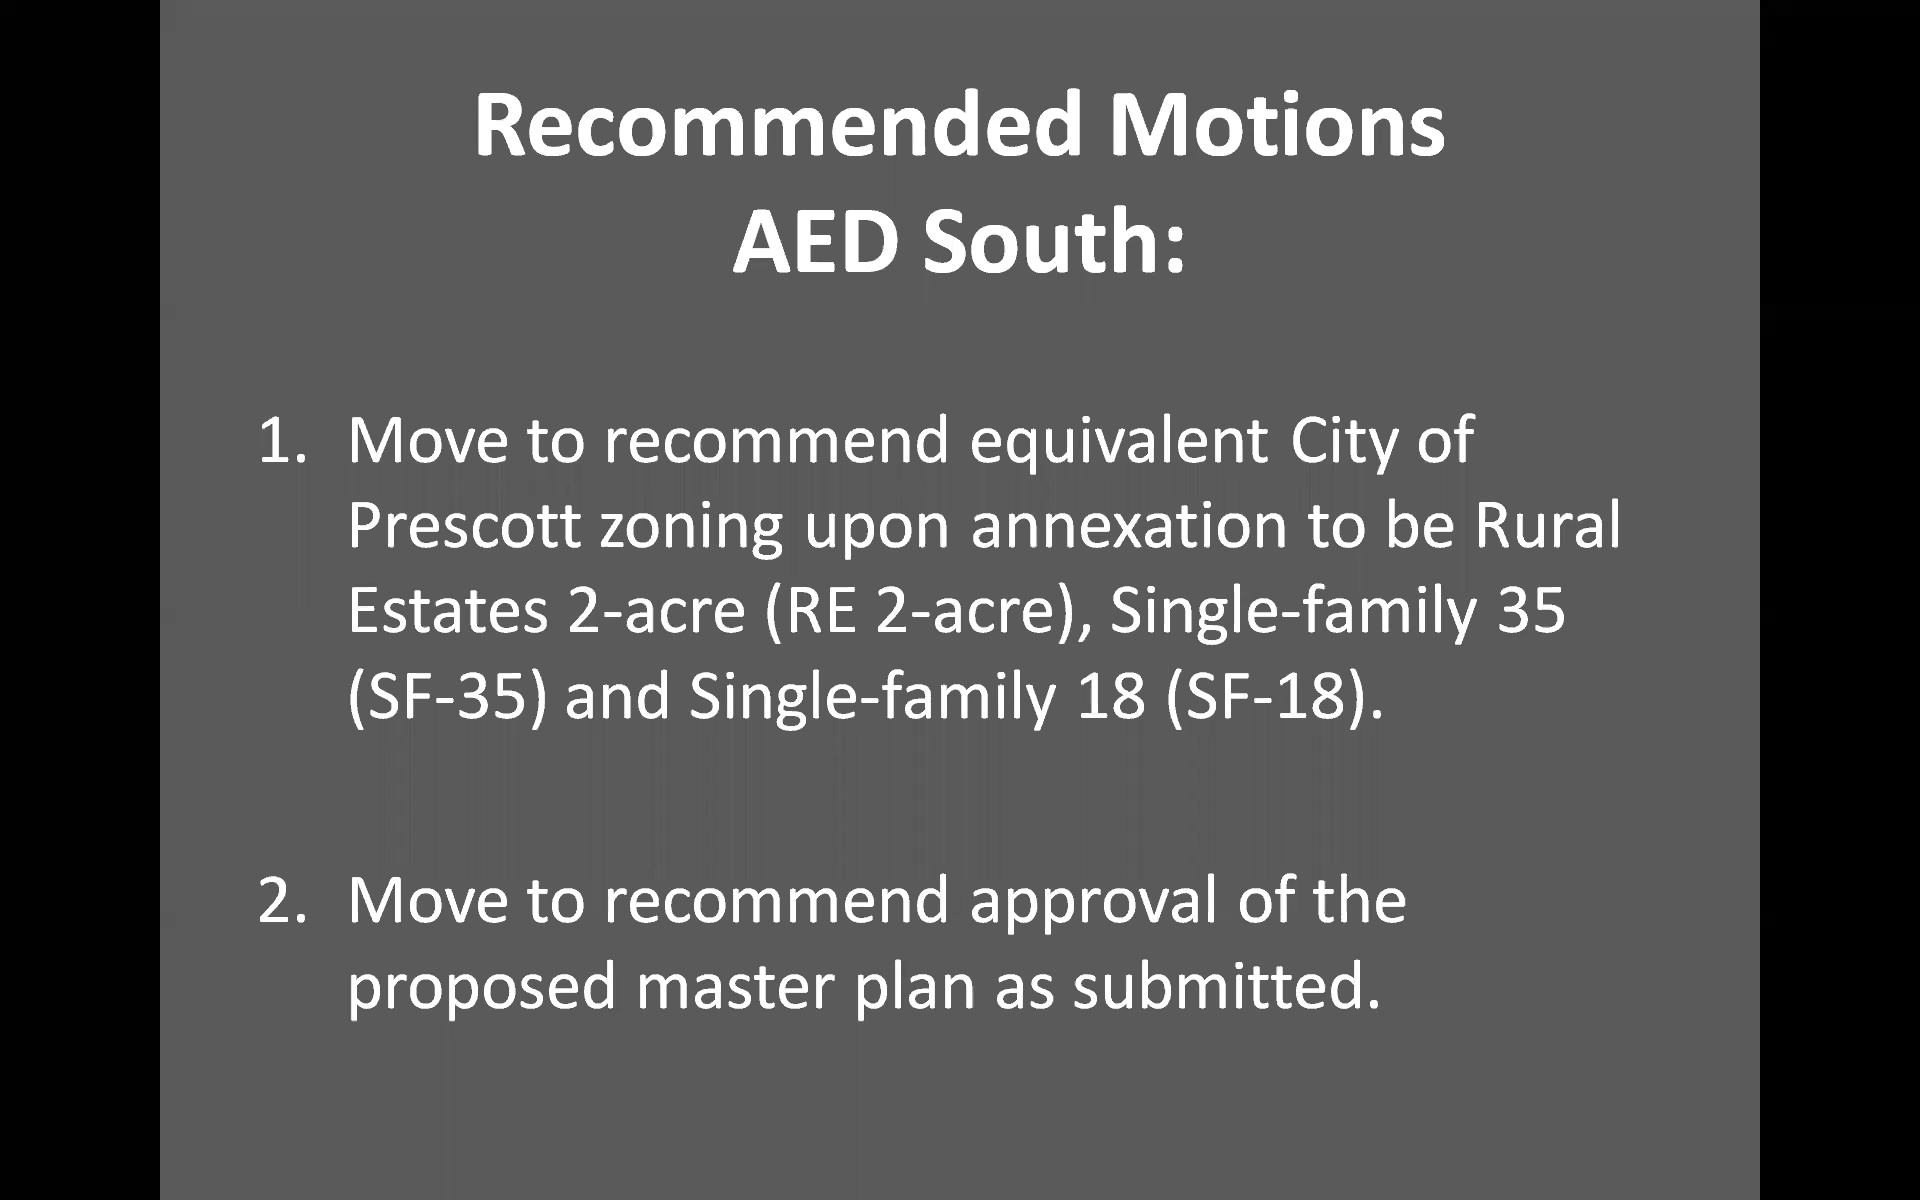 Recommended Motions
AED South:
1. Move to recommend equivalent City of
Prescott zoning upon annexation to be Rural
Estates 2-acre (RE 2-acre), Single-family 35
(SF-35) and Single-family 18 (SF-18).
2. Move to recommend approval of the
proposed master plan as submitted.